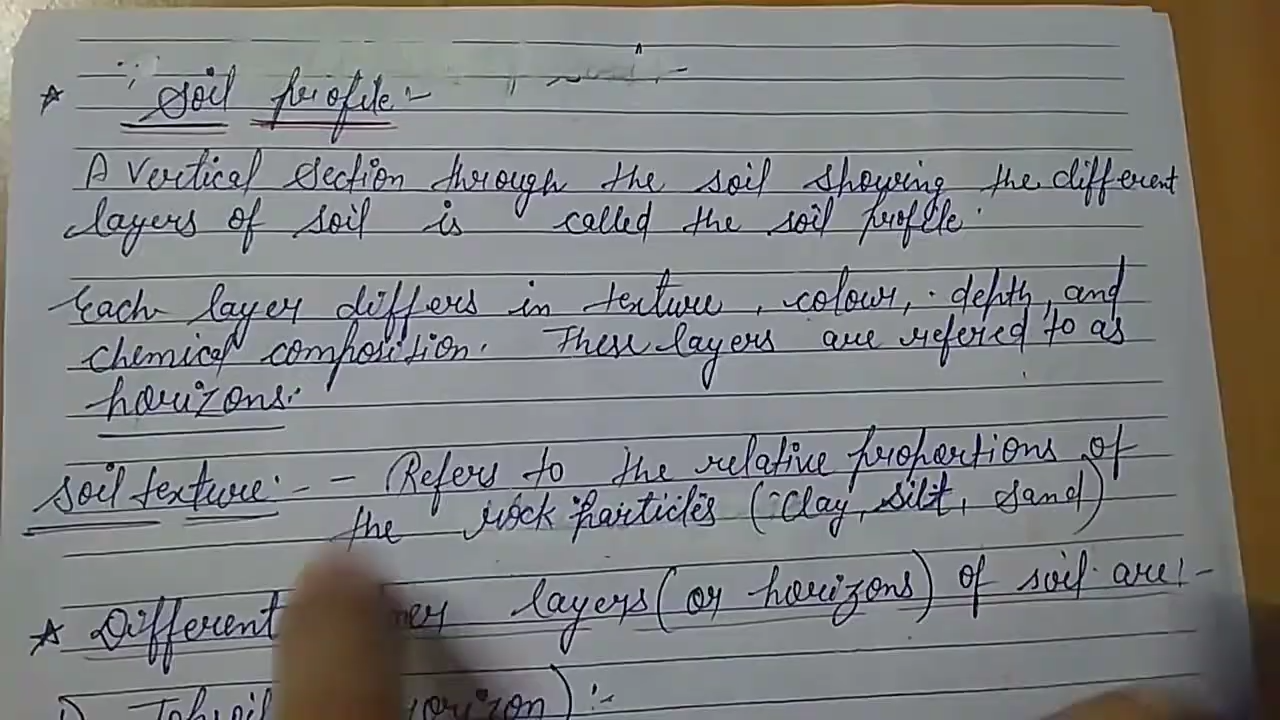 * Soil profile :-
A vertical section through the soil showing the different
layers of soil is called the soil profile.
Each layer differs in texture, colour, depth, and
chemical composition. These layers are refered to as
horizons.
soil texture :- - Refers to the relative proportions of
the rock particles (clay, silt, sand)
* Different layers (or horizons) of soil are :-
1) :-